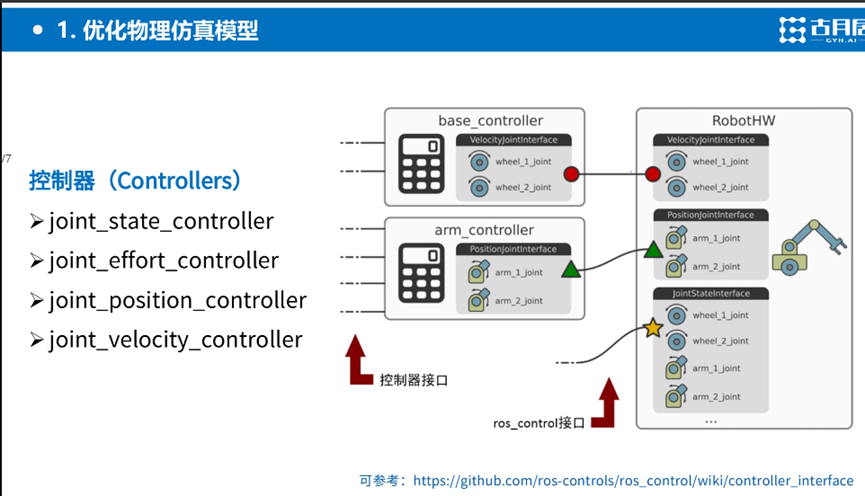 • 1. 优化物理仿真模型
古月居
GYH.AI
/7
控制器（Controllers）
➢joint_state_controller
➢joint_effort_controller
➢joint_position_controller
➢joint_velocity_controller
base_controller
VelocityJointInterface
wheel_1_joint
wheel_2_joint
arm_controller
PositionJointInterface
arm_1_joint
arm_2_joint
RobotHW
VelocityJointInterface
wheel_1_joint
wheel_2_joint
PositionJointInterface
arm_1_joint
arm_2_joint
JointStateInterface
wheel_1_joint
wheel_2_joint
arm_1_joint
arm_2_joint
...
控制器接口
ros_control接口
可参考：https://github.com/ros-controls/ros_control/wiki/controller_interface